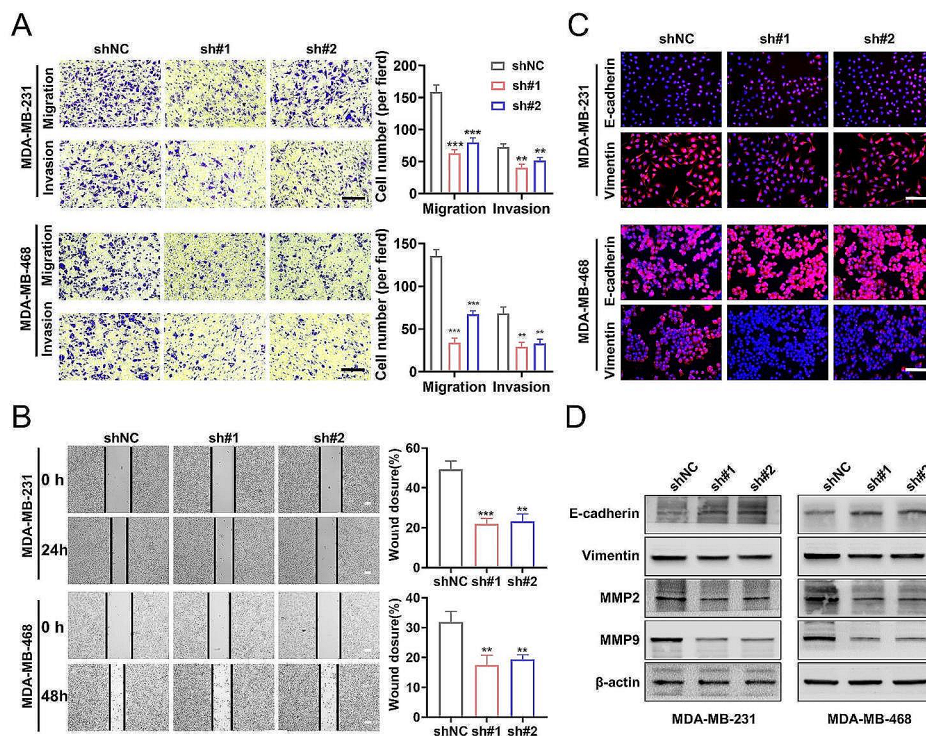 A
shNC sh#1 sh#2
MDA-MB-231
Migration
Invasion
MDA-MB-468
Migration
Invasion
Cell number (per fierd)
200
150
100
50
0
*** *** ** **
Migration Invasion
shNC
sh#1
sh#2
Cell number (per fierd)
150
100
50
0
*** *** ** **
Migration Invasion
B
shNC sh#1 sh#2
MDA-MB-231
0 h
24h
MDA-MB-468
0 h
48h
Wound dosure(%)
60
40
20
0
*** **
shNC sh#1 sh#2
Wound dosure(%)
40
30
20
10
0
** **
shNC sh#1 sh#2
C
shNC sh#1 sh#2
MDA-MB-231
E-cadherin
Vimentin
MDA-MB-468
E-cadherin
Vimentin
D
shNC sh#1 sh#2 shNC sh#1 sh#2
E-cadherin
Vimentin
MMP2
MMP9
β-actin
MDA-MB-231 MDA-MB-468